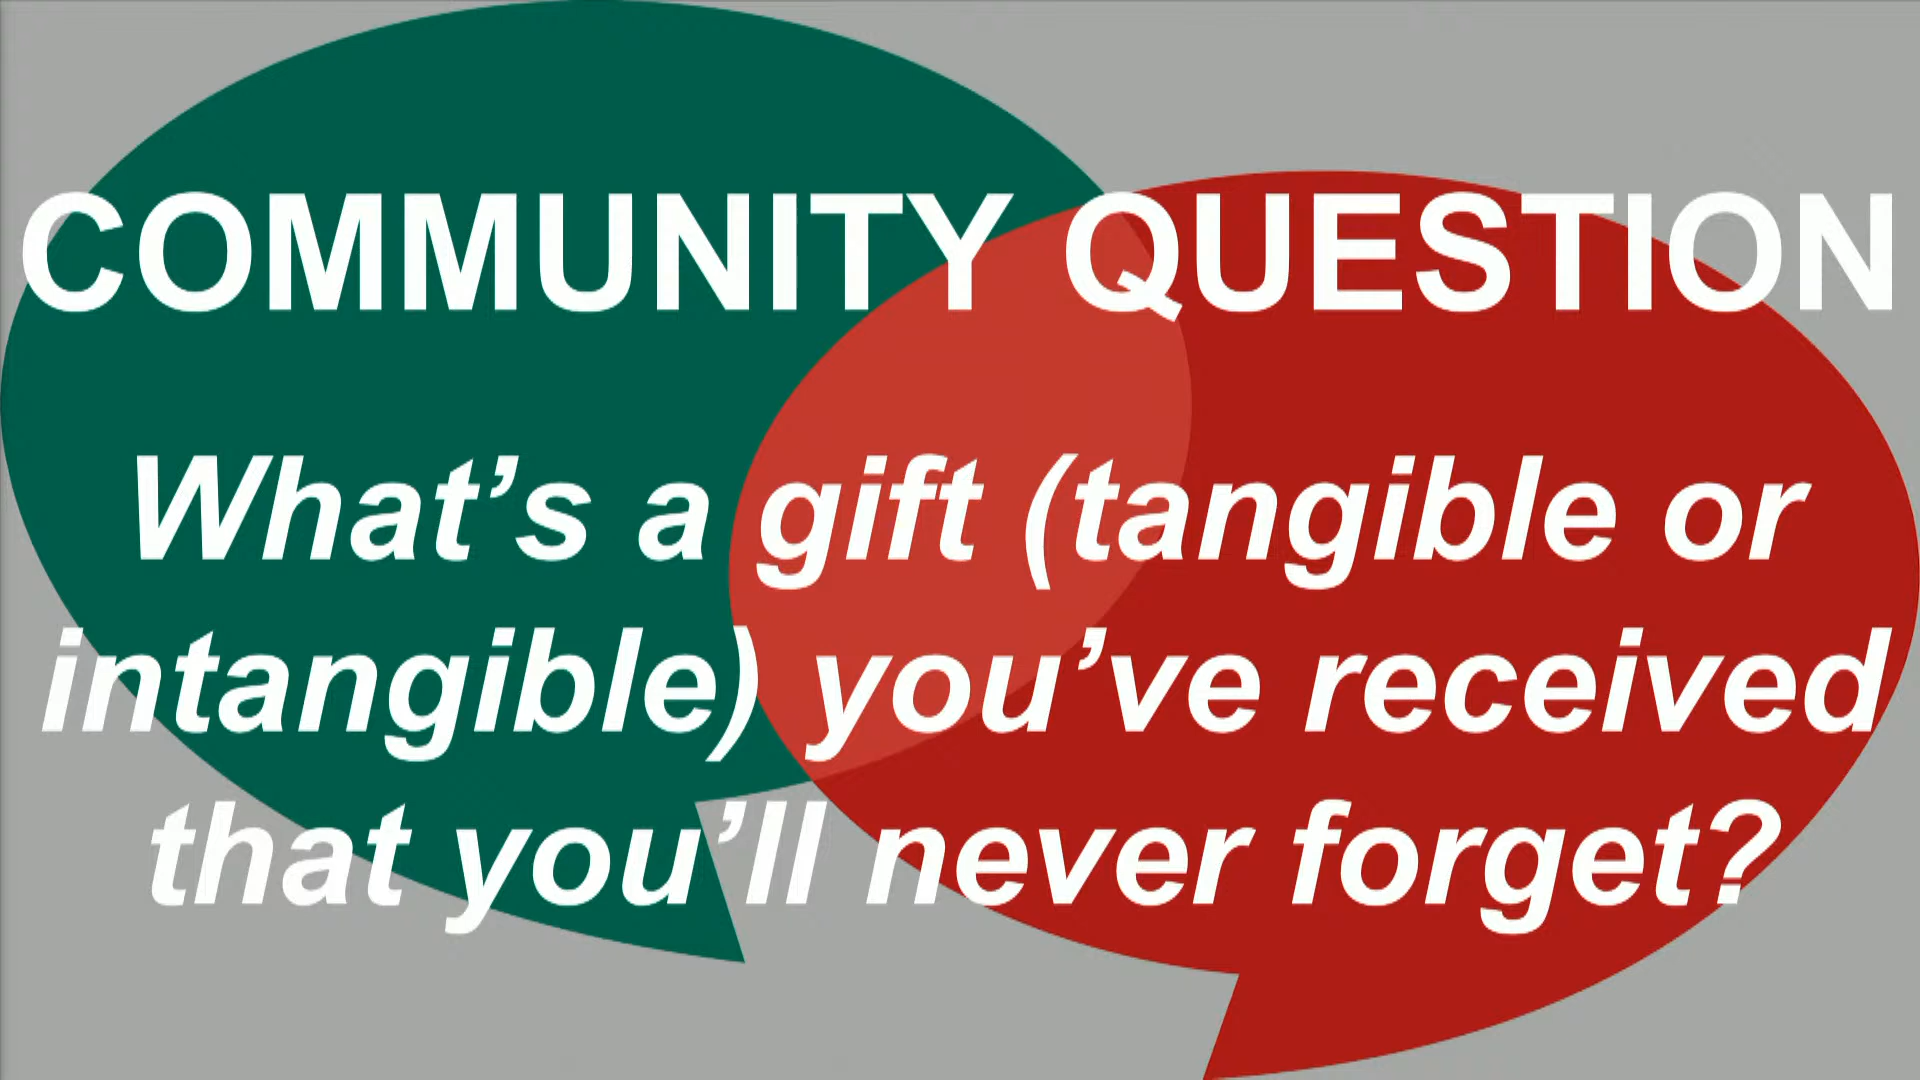 COMMUNITY QUESTION
What’s a gift (tangible or
intangible) you’ve received
that you’ll never forget?